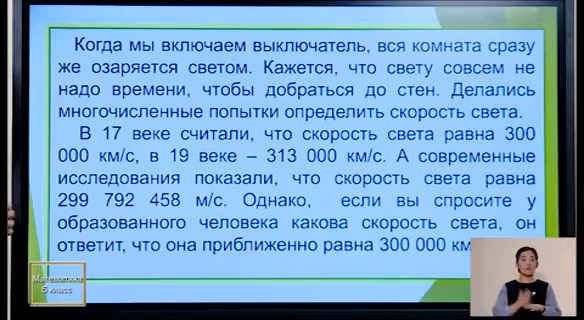 Когда мы включаем выключатель, вся комната сразу
же озаряется светом. Кажется, что свету совсем не
надо времени, чтобы добраться до стен. Делались
многочисленные попытки определить скорость света.
В 17 веке считали, что скорость света равна 300
000 км/с, в 19 веке – 313 000 км/с. А современные
исследования показали, что скорость света равна
299 792 458 м/с. Однако, если вы спросите у
образованного человека какова скорость света, он
ответит, что она приближенно равна 300 000 км
Математика
5 класс